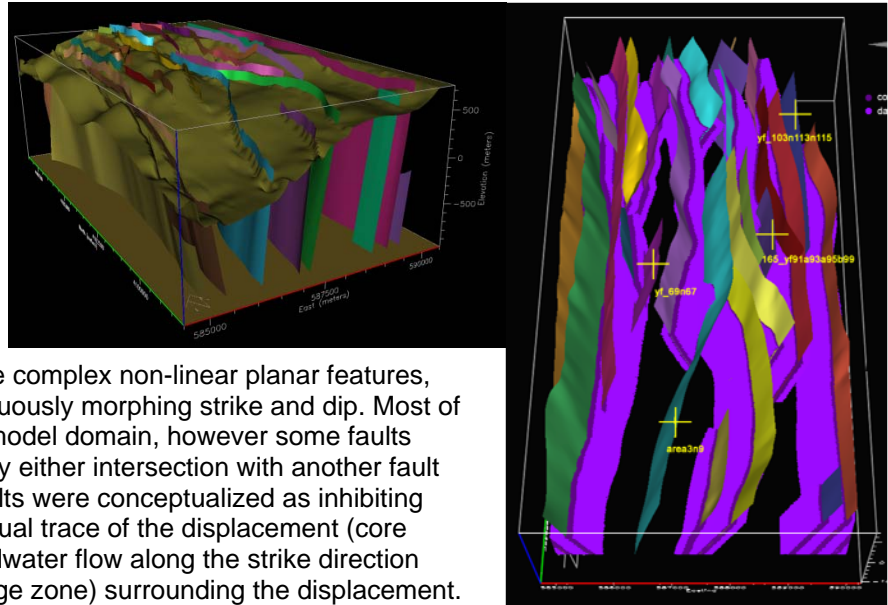 500
0
-500
Elevation (meters)
585000
587500
590000
East (meters)
e complex non-linear planar features,
uously morphing strike and dip. Most of
model domain, however some faults
y either intersection with another fault
lts were conceptualized as inhibiting
ual trace of the displacement (core
dwater flow along the strike direction
ge zone) surrounding the displacement.
co
da
yf_103n113n115
165_yf91a93a95b99
yf_69n67
area3n9
N